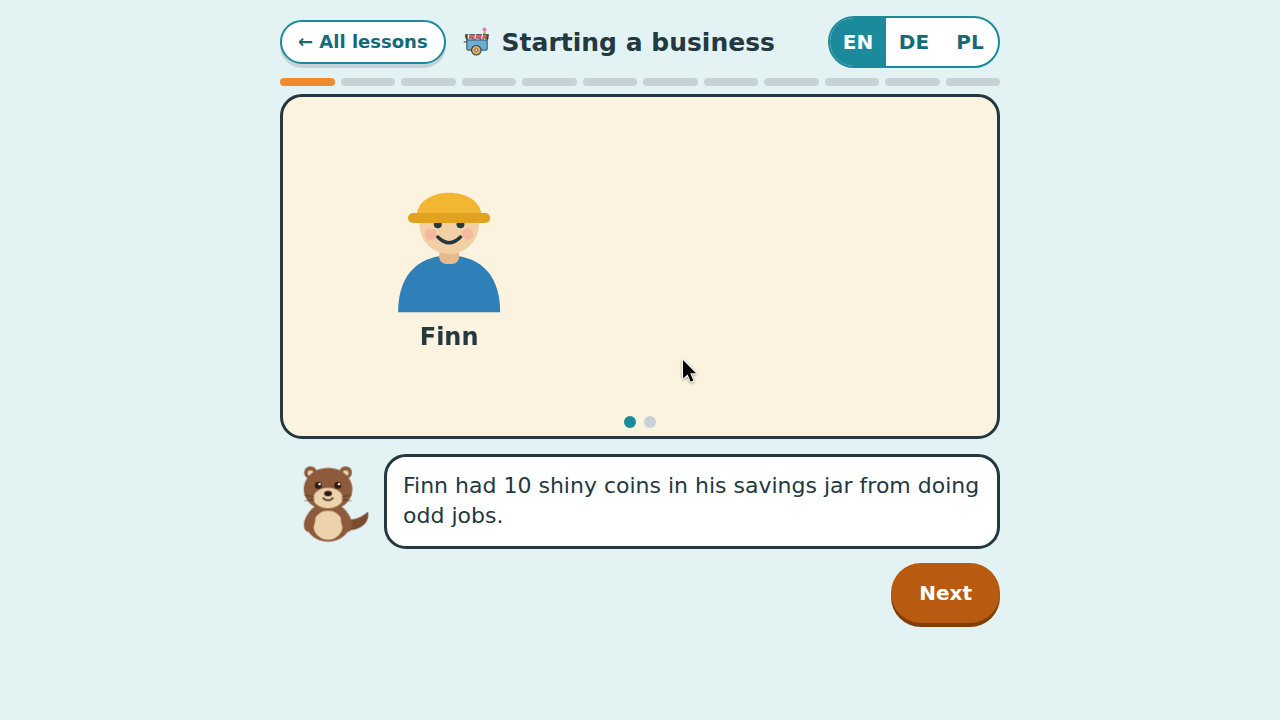 ← All lessons
Starting a business
EN DE PL
Finn
Finn had 10 shiny coins in his savings jar from doing
odd jobs.
Next